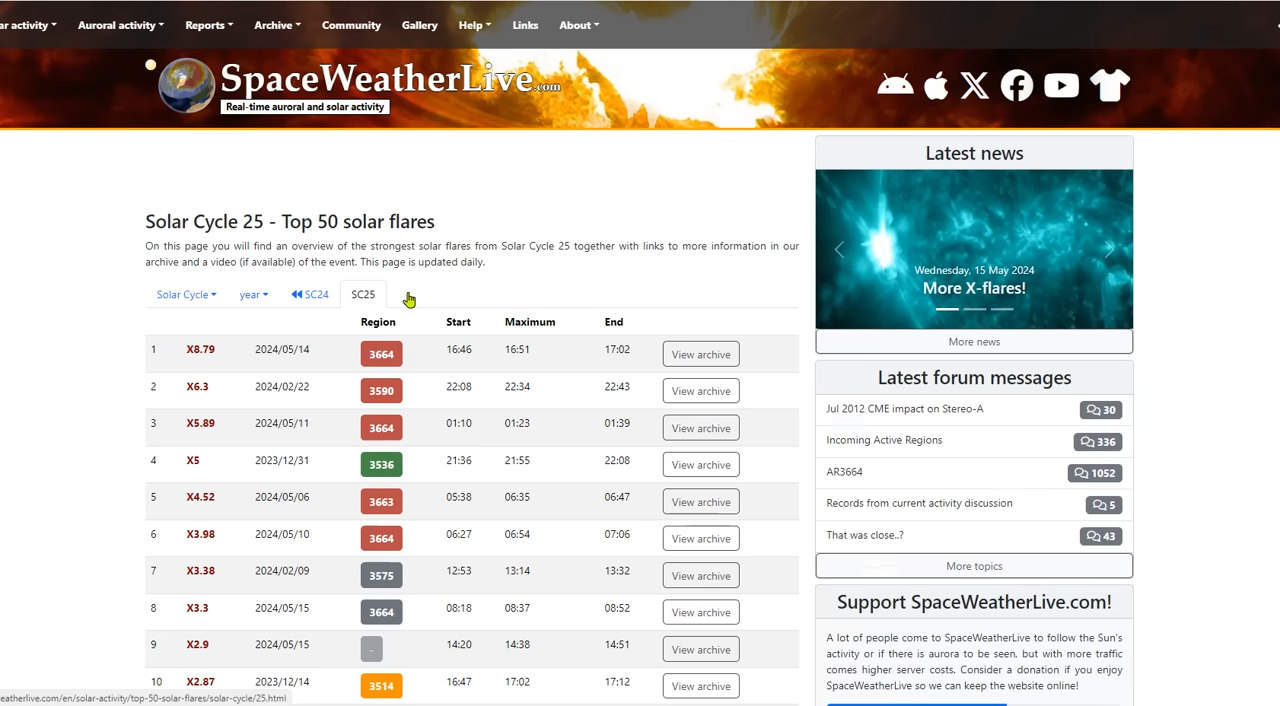 ar activity Auroral activity Reports Archive Community Gallery Help Links About
SpaceWeatherLive.com
Real-time auroral and solar activity
Latest news
Wednesday, 15 May 2024
More X-flares!
More news
Solar Cycle 25 - Top 50 solar flares
On this page you will find an overview of the strongest solar flares from Solar Cycle 25 together with links to more information in our
archive and a video (if available) of the event. This page is updated daily.
Solar Cycle year SC24 SC25
Region Start Maximum End
1 X8.79 2024/05/14 3664 16:46 16:51 17:02 View archive
2 X6.3 2024/02/22 3590 22:08 22:34 22:43 View archive
3 X5.89 2024/05/11 3664 01:10 01:23 01:39 View archive
4 X5 2023/12/31 3536 21:36 21:55 22:08 View archive
5 X4.52 2024/05/06 3663 05:38 06:35 06:47 View archive
6 X3.98 2024/05/10 3664 06:27 06:54 07:06 View archive
7 X3.38 2024/02/09 3575 12:53 13:14 13:32 View archive
8 X3.3 2024/05/15 3664 08:18 08:37 08:52 View archive
9 X2.9 2024/05/15 - 14:20 14:38 14:51 View archive
10 X2.87 2023/12/14 3514 16:47 17:02 17:12 View archive
Latest forum messages
Jul 2012 CME impact on Stereo-A 30
Incoming Active Regions 336
AR3664 1052
Records from current activity discussion 5
That was close..? 43
More topics
Support SpaceWeatherLive.com!
A lot of people come to SpaceWeatherLive to follow the Sun's
activity or if there is aurora to be seen, but with more traffic
comes higher server costs. Consider a donation if you enjoy
SpaceWeatherLive so we can keep the website online!
eatherlive.com/en/solar-activity/top-50-solar-flares/solar-cycle/25.html